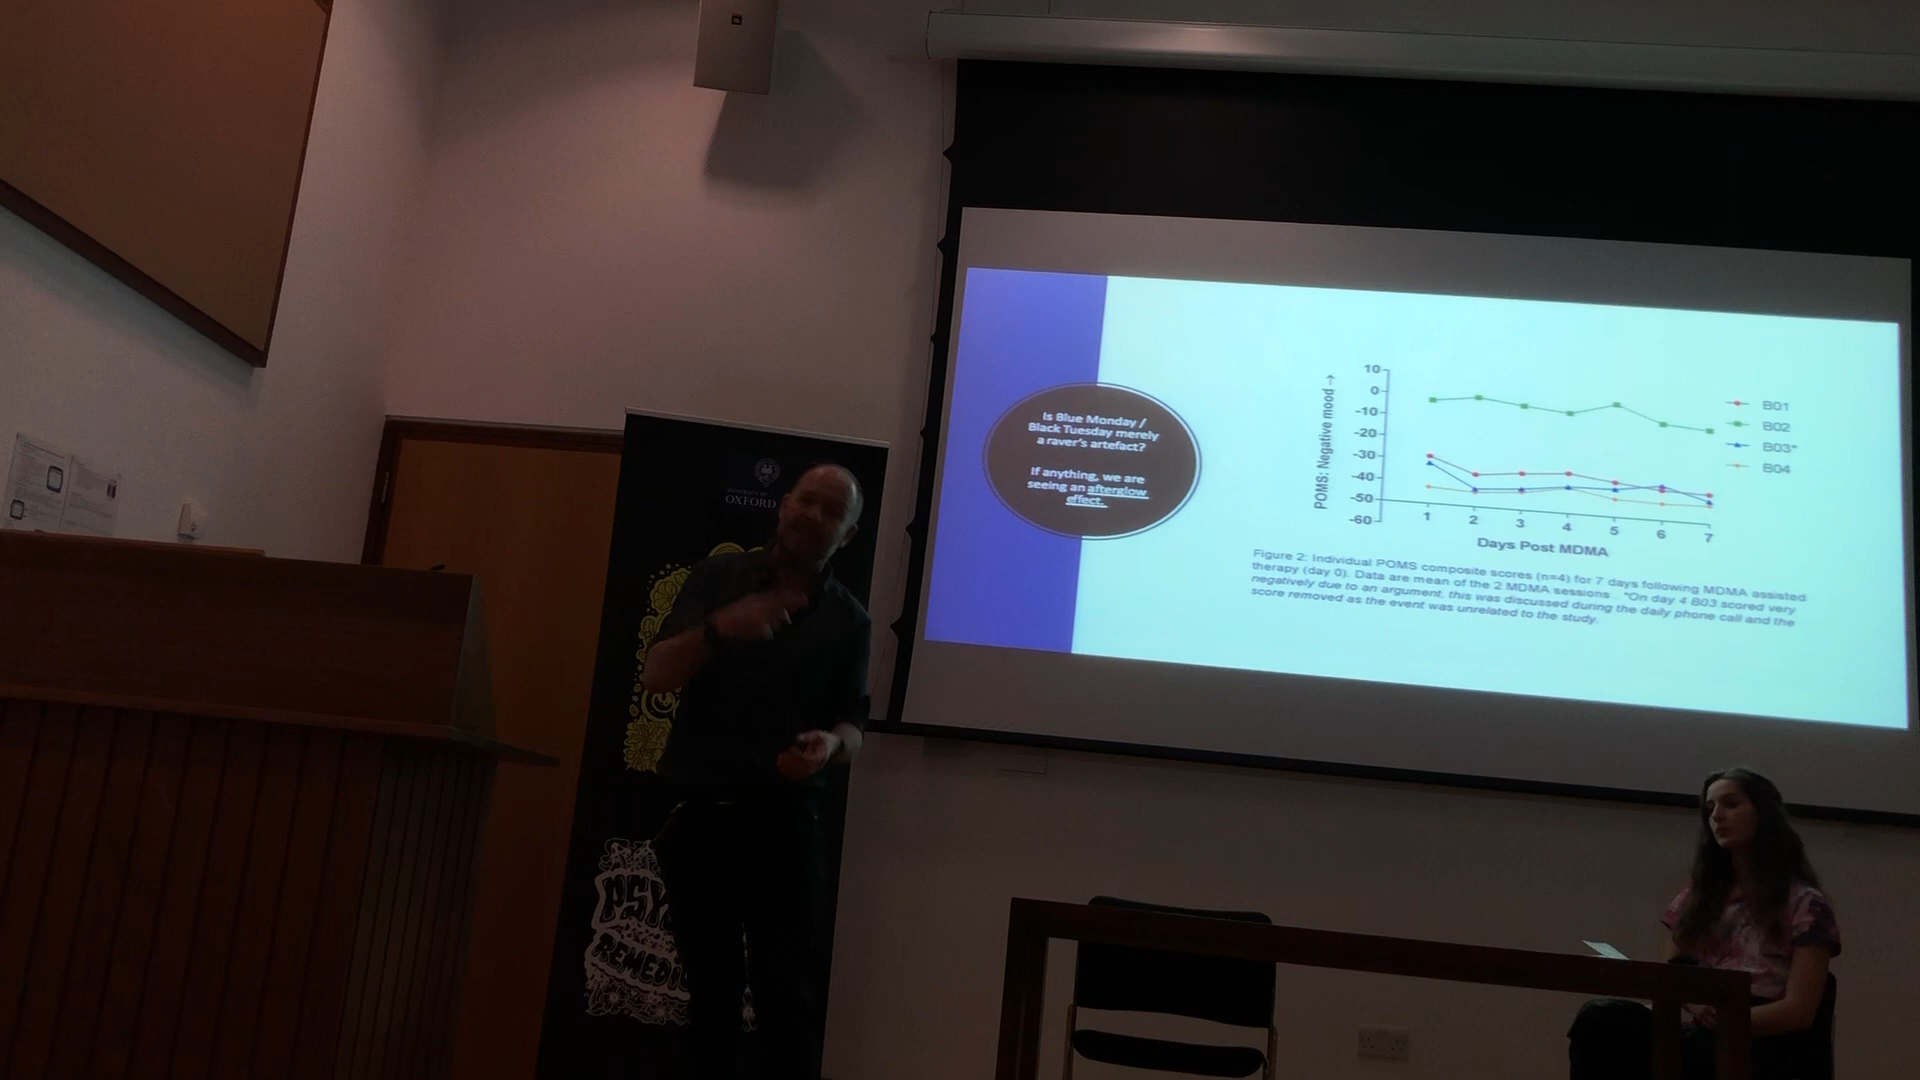 Is Blue Monday /
Black Tuesday merely
a raver's artefact?
If anything, we are
seeing an afterglow
effect.
POMS: Negative mood →
10
0
-10
-20
-30
-40
-50
-60
1 2 3 4 5 6 7
Days Post MDMA
B01
B02
B03*
B04
Figure 2: Individual POMS composite scores (n=4) for 7 days following MDMA assisted
therapy (day 0). Data are mean of the 2 MDMA sessions. *On day 4 B03 scored very
negatively due to an argument, this was discussed during the daily phone call and the
score removed as the event was unrelated to the study.
UNIVERSITY OF
OXFORD